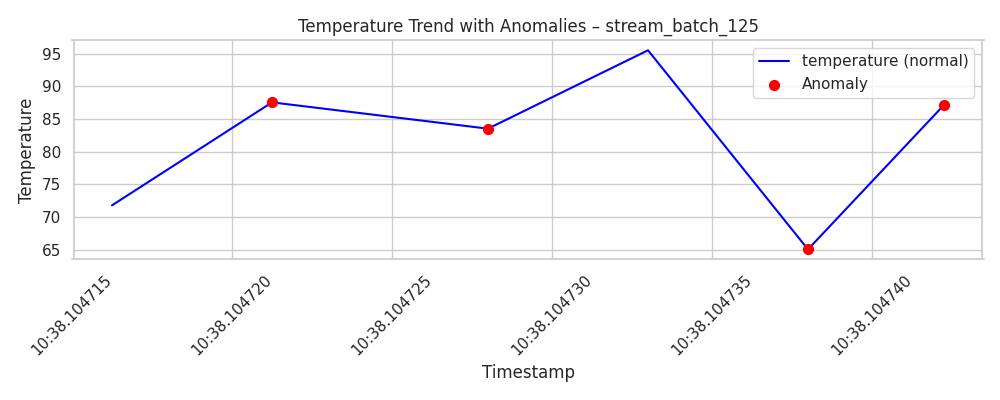 Temperature Trend with Anomalies – stream_batch_125
temperature (normal)
Anomaly
Temperature
95
90
85
80
75
70
65
10:38.104715
10:38.104720
10:38.104725
10:38.104730
10:38.104735
10:38.104740
Timestamp